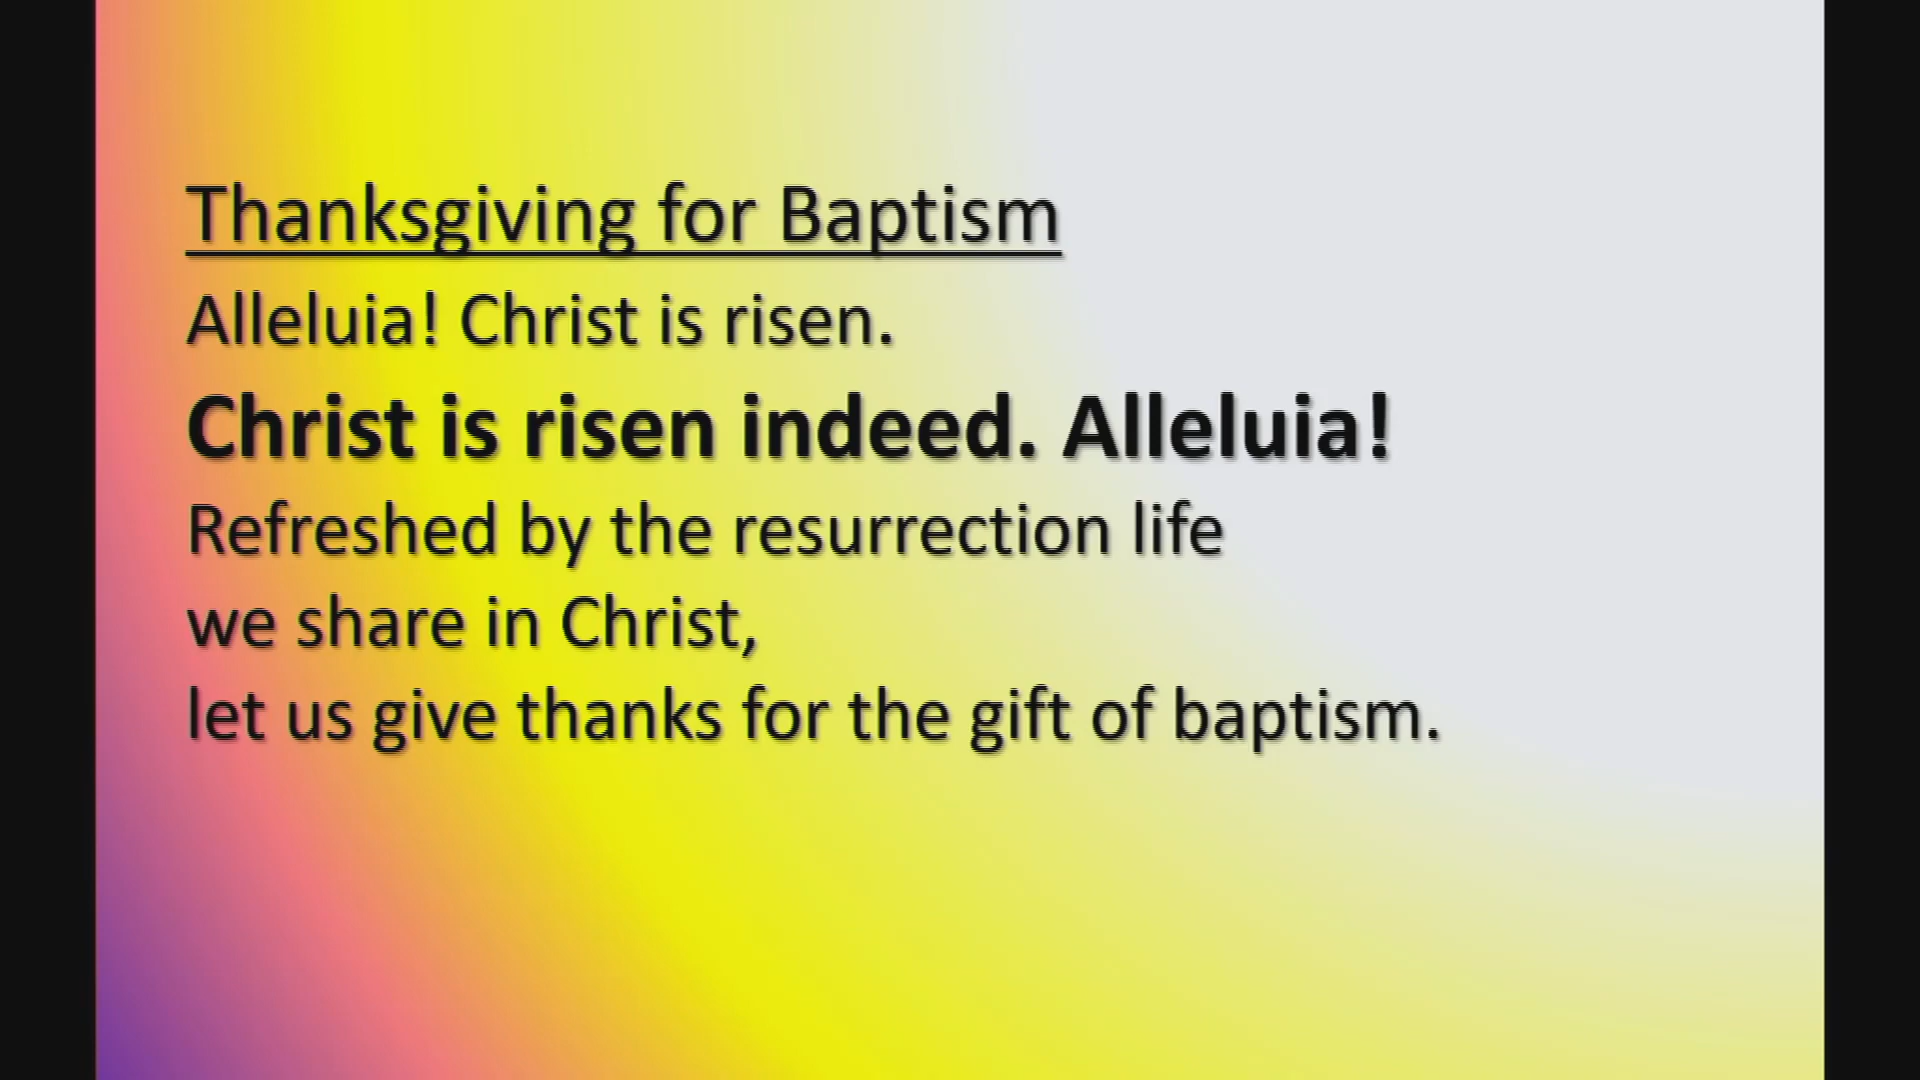 Thanksgiving for Baptism
Alleluia! Christ is risen.
Christ is risen indeed. Alleluia!
Refreshed by the resurrection life
we share in Christ,
let us give thanks for the gift of baptism.